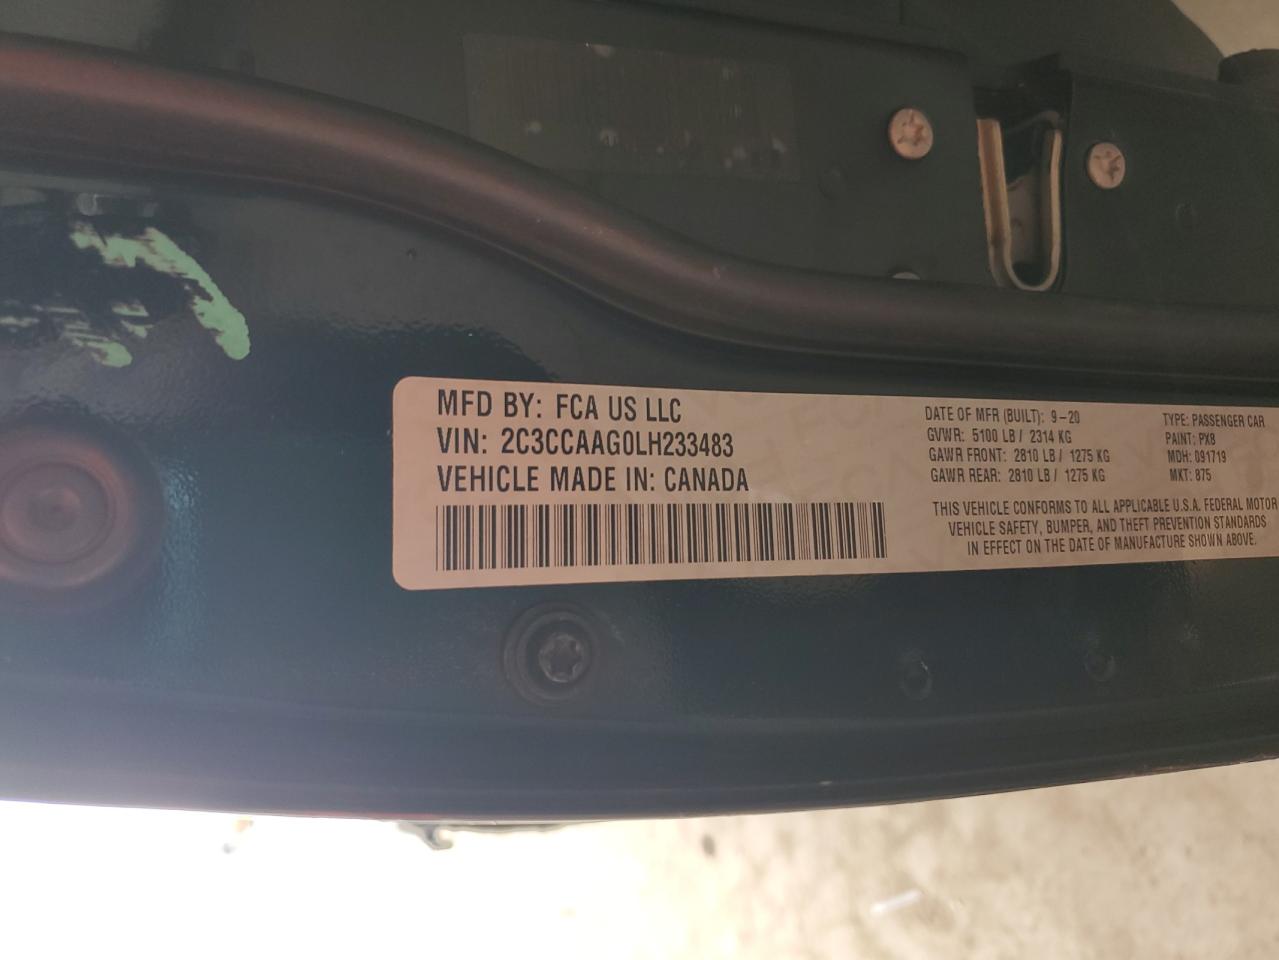 MFD BY: FCA US LLC
VIN: 2C3CCAAG0LH233483
VEHICLE MADE IN: CANADA
DATE OF MFR (BUILT): 9-20
GVWR: 5100 LB / 2314 KG
GAWR FRONT: 2810 LB / 1275 KG
GAWR REAR: 2810 LB / 1275 KG
TYPE: PASSENGER CAR
PAINT: PX8
MDH: 091719
MKT: 875
THIS VEHICLE CONFORMS TO ALL APPLICABLE U.S.A. FEDERAL MOTOR
VEHICLE SAFETY, BUMPER, AND THEFT PREVENTION STANDARDS
IN EFFECT ON THE DATE OF MANUFACTURE SHOWN ABOVE.